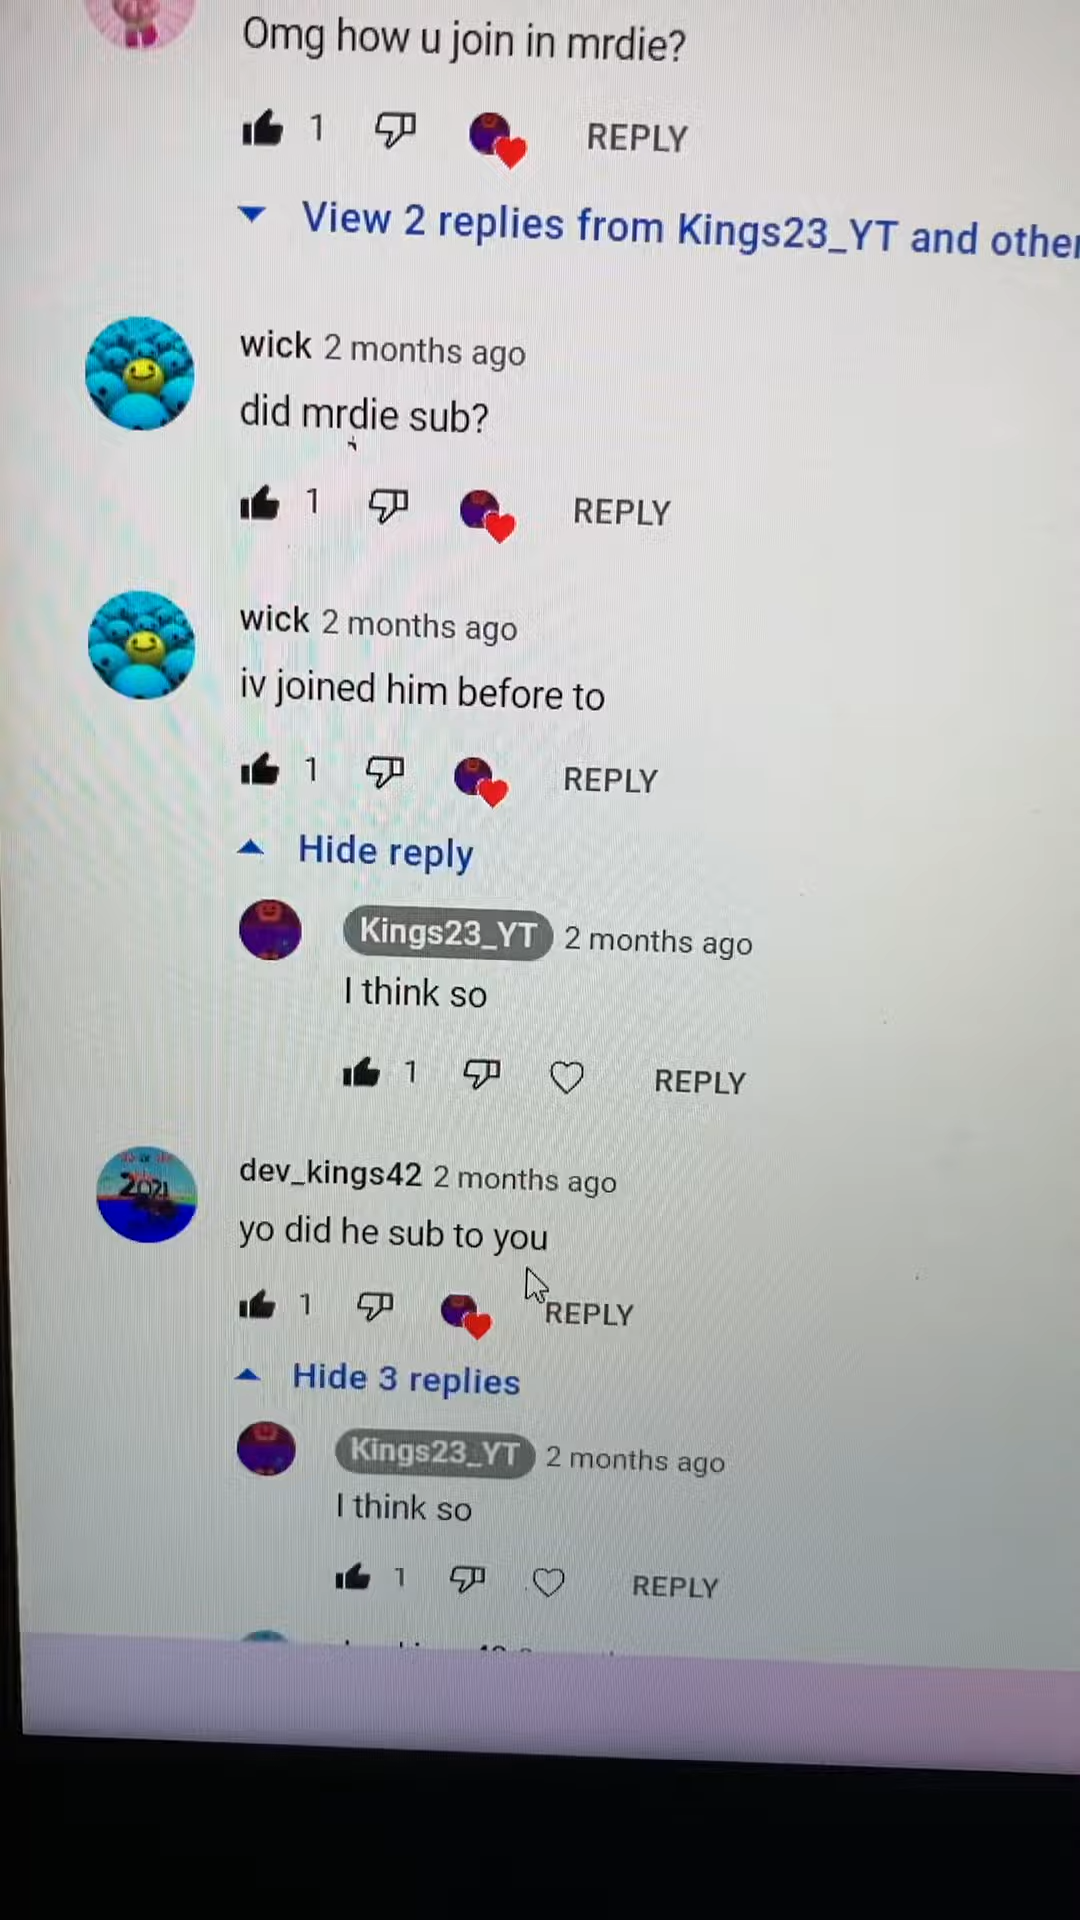 Omg how u join in mrdie?
1 REPLY
View 2 replies from Kings23_YT and other
wick 2 months ago
did mrdie sub?
1 REPLY
wick 2 months ago
iv joined him before to
1 REPLY
Hide reply
Kings23_YT 2 months ago
I think so
1 REPLY
2021
dev_kings42 2 months ago
yo did he sub to you
1 REPLY
Hide 3 replies
Kings23_YT 2 months ago
I think so
1 REPLY